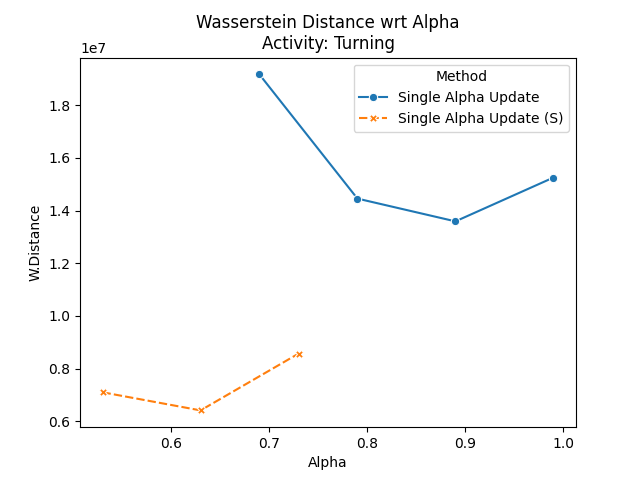 Wasserstein Distance wrt Alpha
Activity: Turning
1e7
Method
Single Alpha Update
Single Alpha Update (S)
1.8
1.6
1.4
1.2
1.0
0.8
0.6
W.Distance
0.6 0.7 0.8 0.9 1.0
Alpha